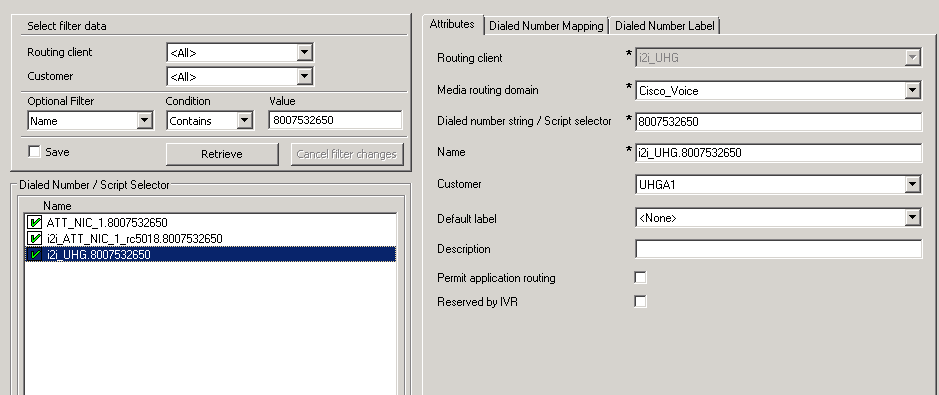 Select filter data
Routing client <All>
Customer <All>
Optional Filter Condition Value
Name Contains 8007532650
Save Retrieve Cancel filter changes
Dialed Number / Script Selector
Name
ATT_NIC_1.8007532650
i2i_ATT_NIC_1_rc5018.8007532650
i2i_UHG.8007532650
Attributes Dialed Number Mapping Dialed Number Label
Routing client * i2i_UHG
Media routing domain * Cisco_Voice
Dialed number string / Script selector * 8007532650
Name * i2i_UHG.8007532650
Customer UHGA1
Default label <None>
Description
Permit application routing
Reserved by IVR